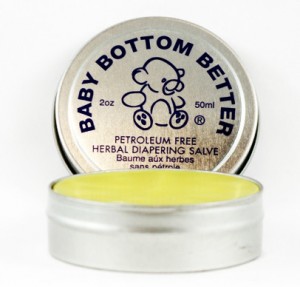 BABY BOTTOM BETTER
2oz 50ml
®
PETROLEUM FREE
HERBAL DIAPERING SALVE
Baume aux herbes
sans pétrole